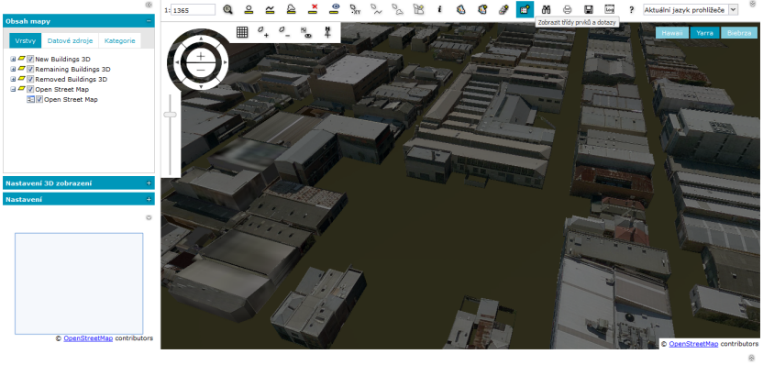 Obsah mapy
Vrstvy Datové zdroje Kategorie
New Buildings 3D
Remaining Buildings 3D
Removed Buildings 3D
Open Street Map
Open Street Map
Nastavení 3D zobrazení
Nastavení
© OpenStreetMap contributors
1: 1365
? Aktuální jazyk prohlížeče
Zobrazit třídy prvků a dotazy
Hawaii Yarra Biebrza
© OpenStreetMap contributors